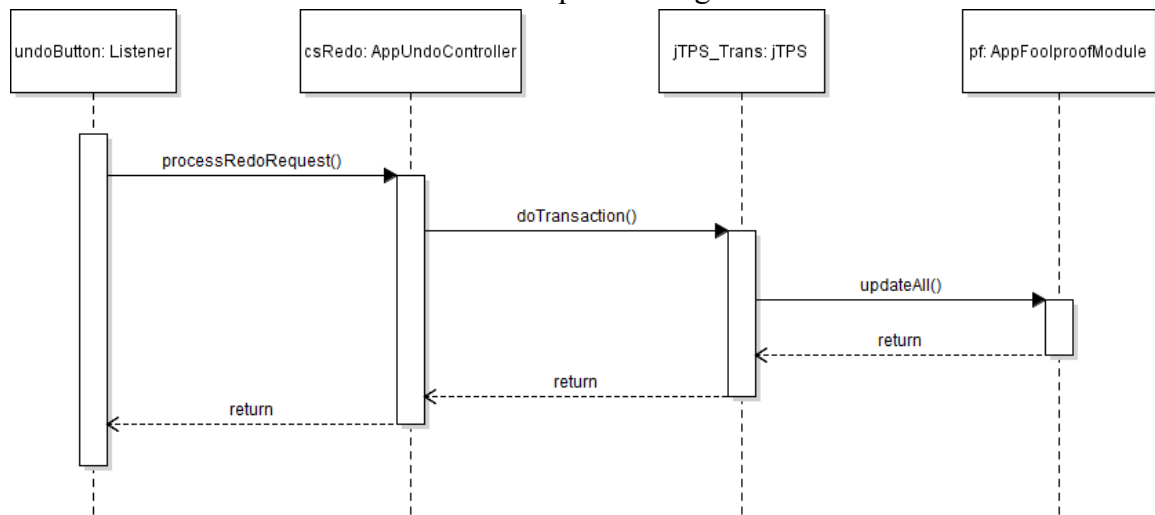 undoButton: Listener
csRedo: AppUndoController
jTPS_Trans: jTPS
pf: AppFoolproofModule
processRedoRequest()
doTransaction()
updateAll()
return
return
return